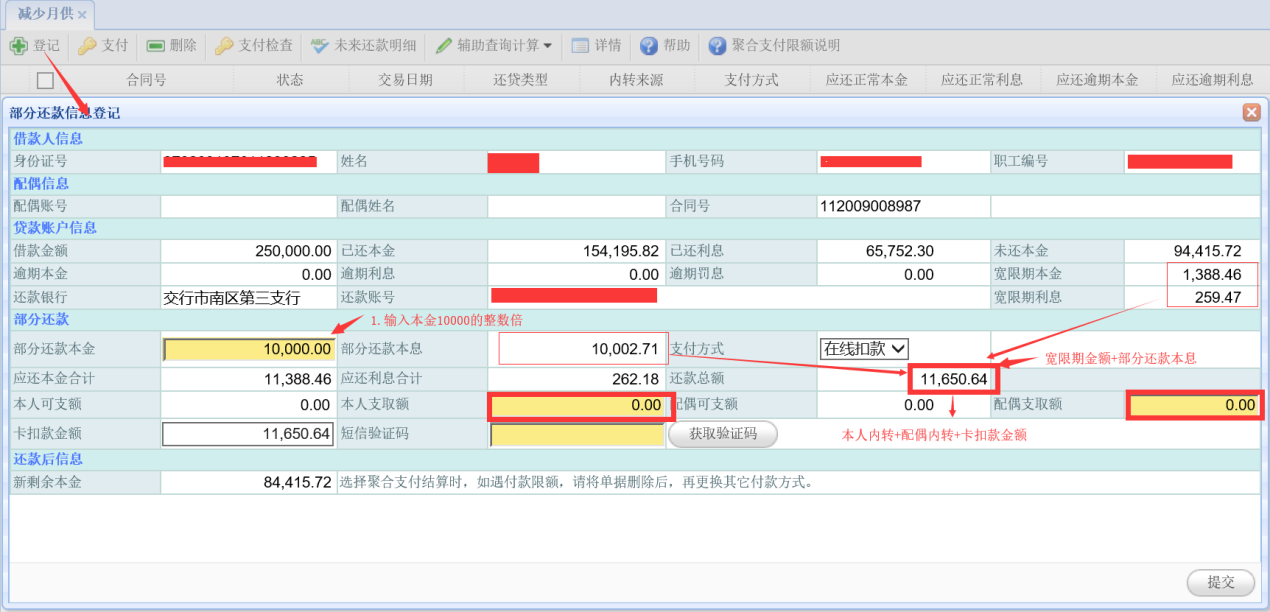 减少月供
登记 支付 删除 支付检查 未来还款明细 辅助查询计算 详情 帮助 聚合支付限额说明
合同号 状态 交易日期 还贷类型 内转来源 支付方式 应还正常本金 应还正常利息 应还逾期本金 应还逾期利息
部分还款信息登记
借款人信息
身份证号 姓名 手机号码 职工编号
配偶信息
配偶账号 配偶姓名 合同号 112009008987
贷款账户信息
借款金额 250,000.00 已还本金 154,195.82 已还利息 65,752.30 未还本金 94,415.72
逾期本金 0.00 逾期利息 0.00 逾期罚息 0.00 宽限期本金 1,388.46
还款银行 交行市南区第三支行 还款账号 宽限期利息 259.47
部分还款 1. 输入本金10000的整数倍
部分还款本金 10,000.00 部分还款本息 10,002.71 支付方式 在线扣款 宽限期金额+部分还款本息
应还本金合计 11,388.46 应还利息合计 262.18 还款总额 11,650.64
本人可支额 0.00 本人支取额 0.00 配偶可支额 0.00 配偶支取额 0.00
卡扣款金额 11,650.64 短信验证码 获取验证码 本人内转+配偶内转+卡扣款金额
还款后信息
新剩余本金 84,415.72 选择聚合支付结算时，如遇付款限额，请将单据删除后，再更换其它付款方式。
提交